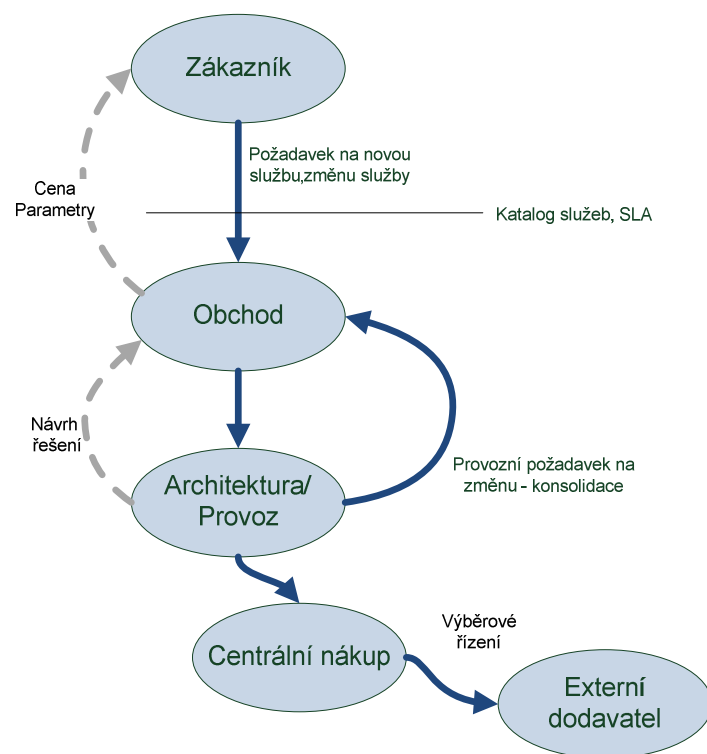 Zákazník
Požadavek na novou
službu,změnu služby
Cena
Parametry
Katalog služeb, SLA
Obchod
Návrh
řešení
Architektura/
Provoz
Provozní požadavek na
změnu - konsolidace
Centrální nákup
Výběrové
řízení
Externí
dodavatel